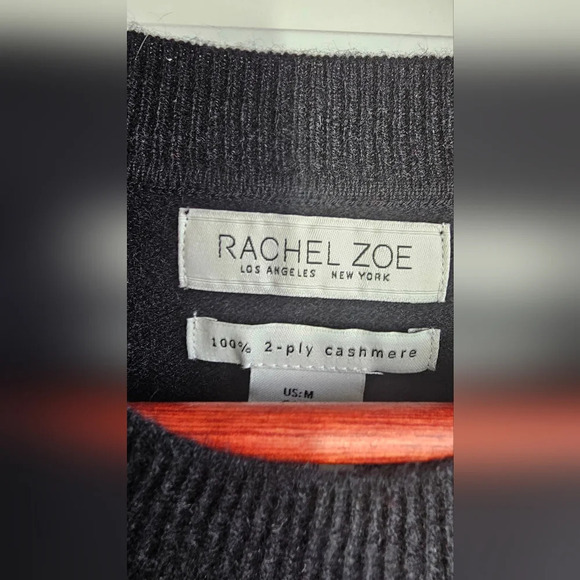 RACHEL ZOE
LOS ANGELES NEW YORK
100% 2-ply cashmere
US:M